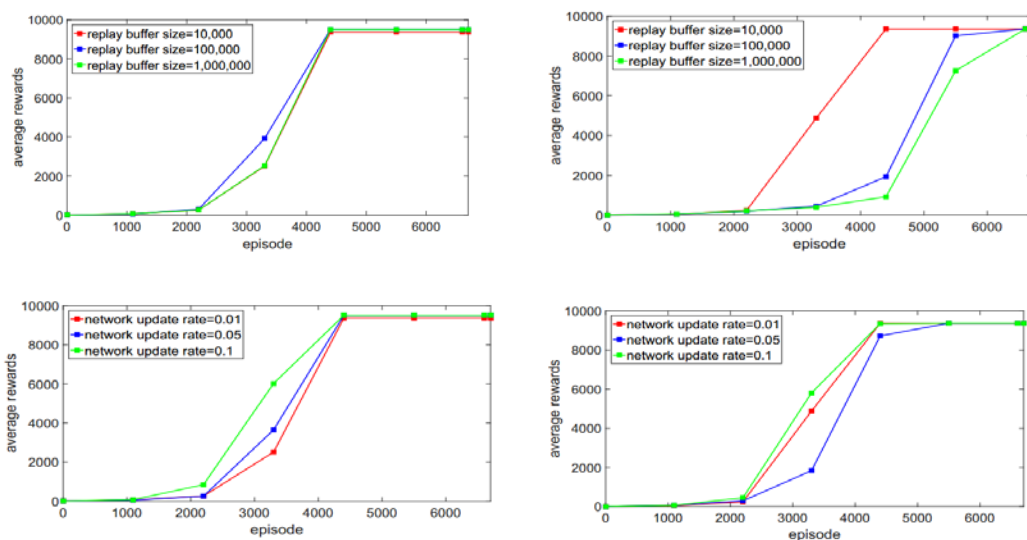 10000
8000
6000
4000
2000
0
average rewards
replay buffer size=10,000
replay buffer size=100,000
replay buffer size=1,000,000
0 1000 2000 3000 4000 5000 6000
episode
10000
8000
6000
4000
2000
0
average rewards
replay buffer size=10,000
replay buffer size=100,000
replay buffer size=1,000,000
0 1000 2000 3000 4000 5000 6000
episode
10000
8000
6000
4000
2000
0
average rewards
network update rate=0.01
network update rate=0.05
network update rate=0.1
0 1000 2000 3000 4000 5000 6000
episode
10000
8000
6000
4000
2000
0
average rewards
network update rate=0.01
network update rate=0.05
network update rate=0.1
0 1000 2000 3000 4000 5000 6000
episode